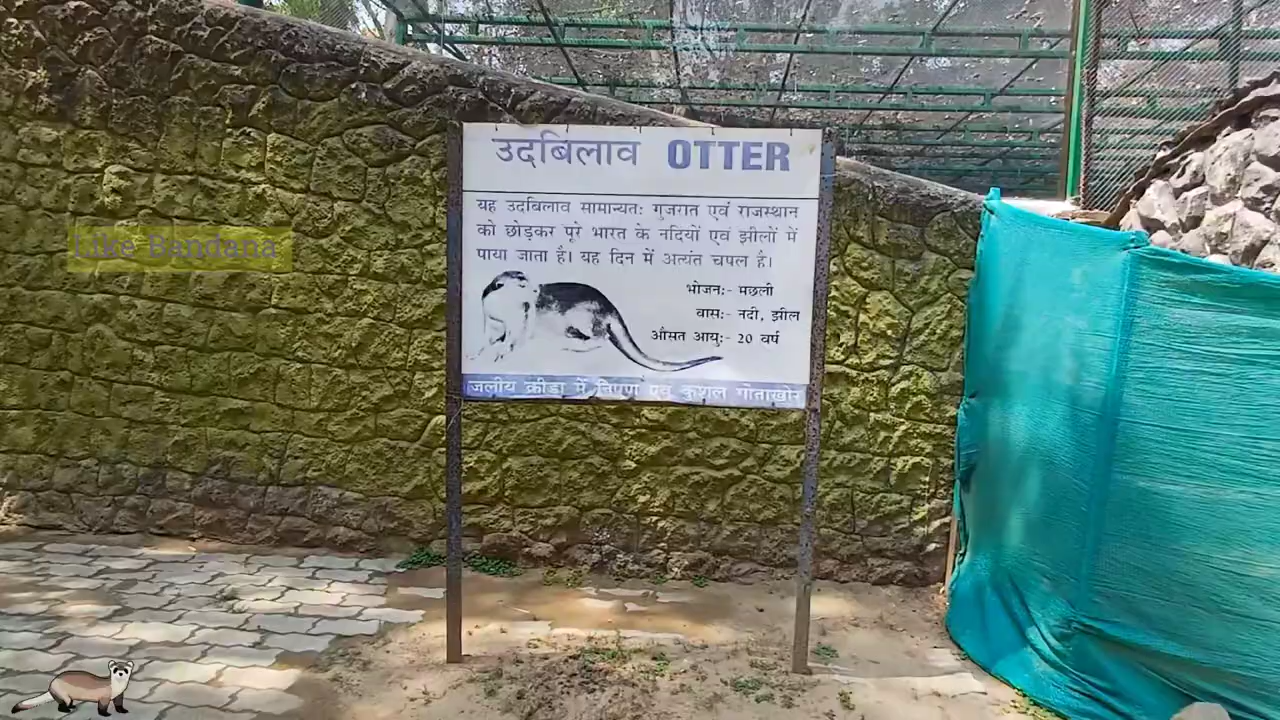 उदबिलाव OTTER
यह उदबिलाव सामान्यतः गुजरात एवं राजस्थान
को छोड़कर पूरे भारत के नदियों एवं झीलों में
पाया जाता है। यह दिन में अत्यंत चपल है।
भोजन:- मछली
वास:- नदी, झील
औसत आयु:- 20 वर्ष
जलीय क्रीडा में निपुण एवं कुशल गोताखोर
Like Bandana